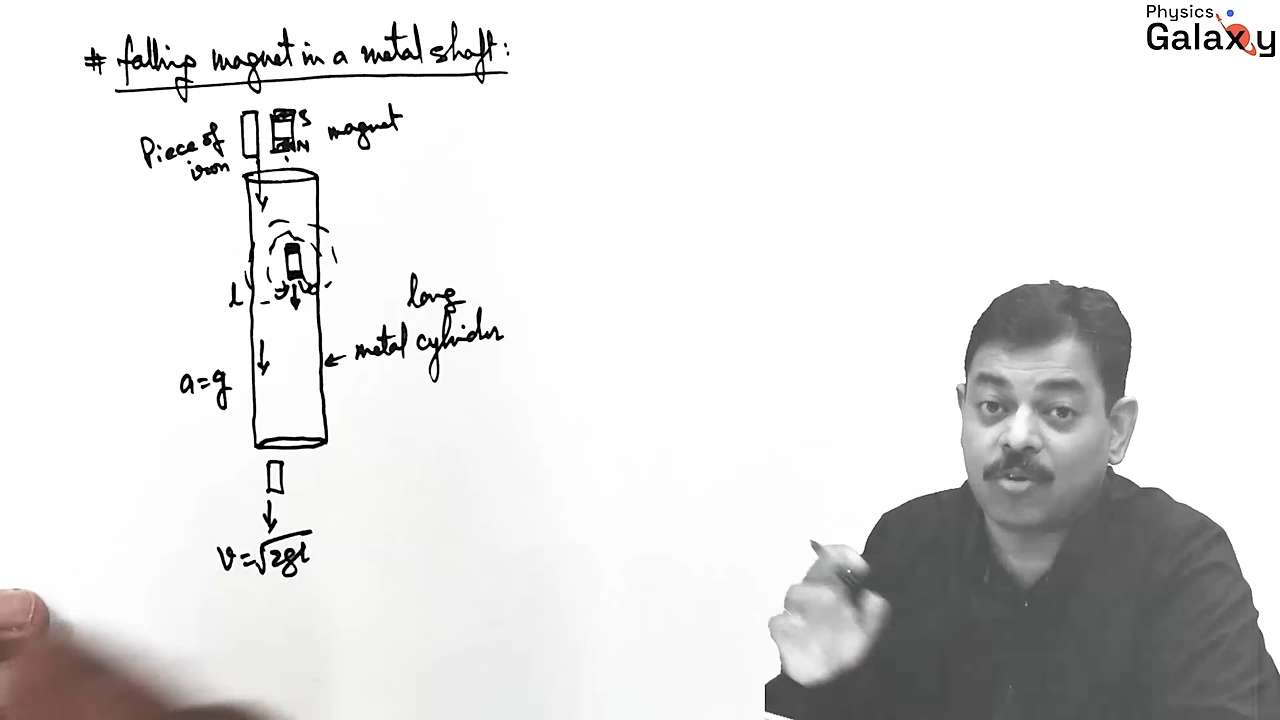 Physics
Galaxy
# falling magnet in a metal shaft:
Piece of
iron
S
N
magnet
l
long
metal cylinder
a=g
v=√2gl